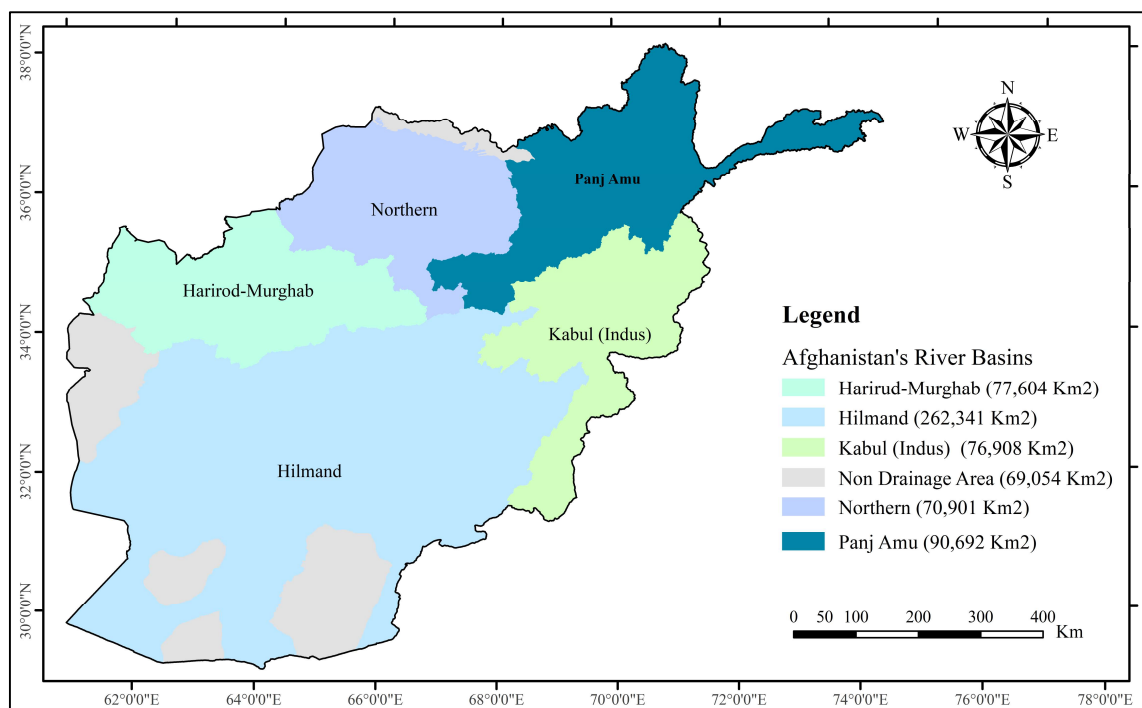 38°0'0"N
36°0'0"N
34°0'0"N
32°0'0"N
30°0'0"N
N
W E
S
Panj Amu
Northern
Harirod-Murghab
Kabul (Indus)
Hilmand
Legend
Afghanistan's River Basins
Harirud-Murghab (77,604 Km2)
Hilmand (262,341 Km2)
Kabul (Indus) (76,908 Km2)
Non Drainage Area (69,054 Km2)
Northern (70,901 Km2)
Panj Amu (90,692 Km2)
0 50 100 200 300 400
Km
62°0'0"E 64°0'0"E 66°0'0"E 68°0'0"E 70°0'0"E 72°0'0"E 74°0'0"E 76°0'0"E 78°0'0"E